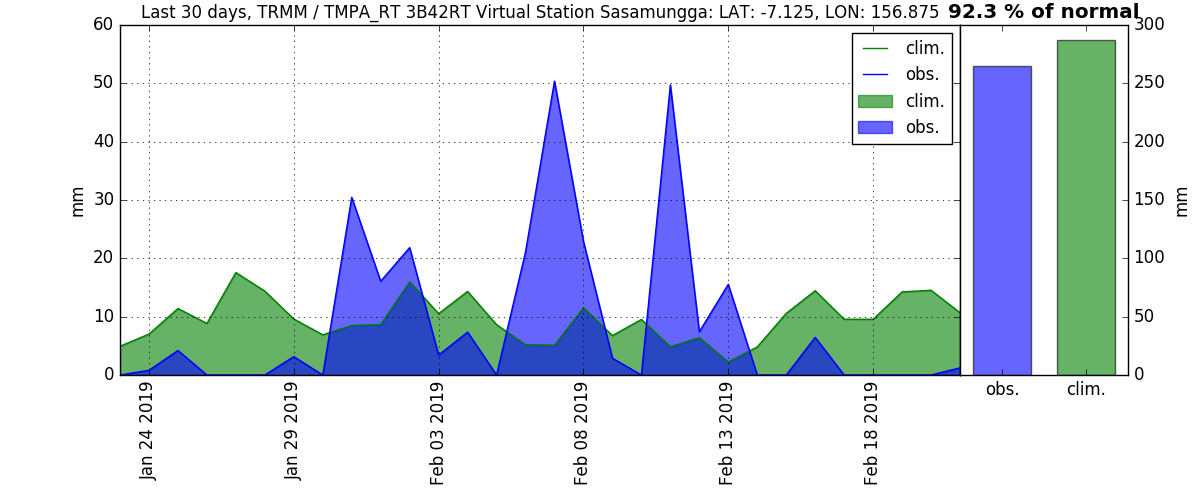 Last 30 days, TRMM / TMPA_RT 3B42RT Virtual Station Sasamungga: LAT: -7.125, LON: 156.875
92.3 % of normal
60
50
40
30
20
10
0
mm
clim.
obs.
clim.
obs.
300
250
200
150
100
50
0
mm
Jan 24 2019
Jan 29 2019
Feb 03 2019
Feb 08 2019
Feb 13 2019
Feb 18 2019
obs.
clim.